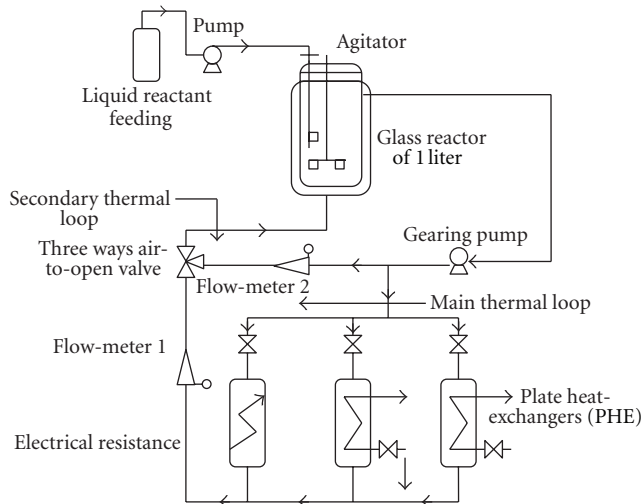 Pump
Agitator
Liquid reactant
feeding
Glass reactor
of 1 liter
Secondary thermal
loop
Gearing pump
Three ways air-
to-open valve
Flow-meter 2
Main thermal loop
Flow-meter 1
Plate heat-
exchangers (PHE)
Electrical resistance